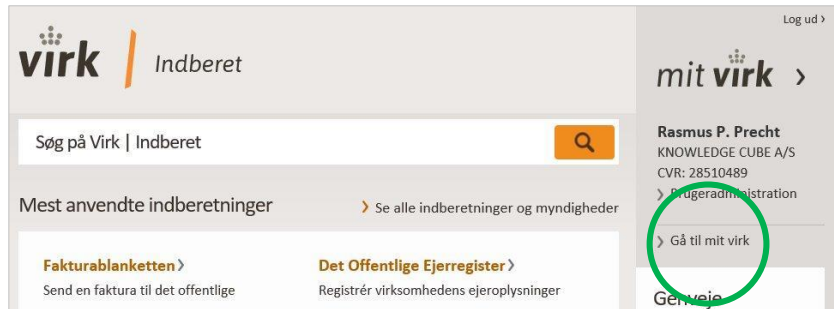 Log ud ›
virk / Indberet
mit virk ›
Søg på Virk | Indberet
Rasmus P. Precht
KNOWLEDGE CUBE A/S
CVR: 28510489
› Brugeradministration
› Gå til mit virk
Genveje
Mest anvendte indberetninger
› Se alle indberetninger og myndigheder
Fakturablanketten ›
Send en faktura til det offentlige
Det Offentlige Ejerregister ›
Registrér virksomhedens ejeroplysninger